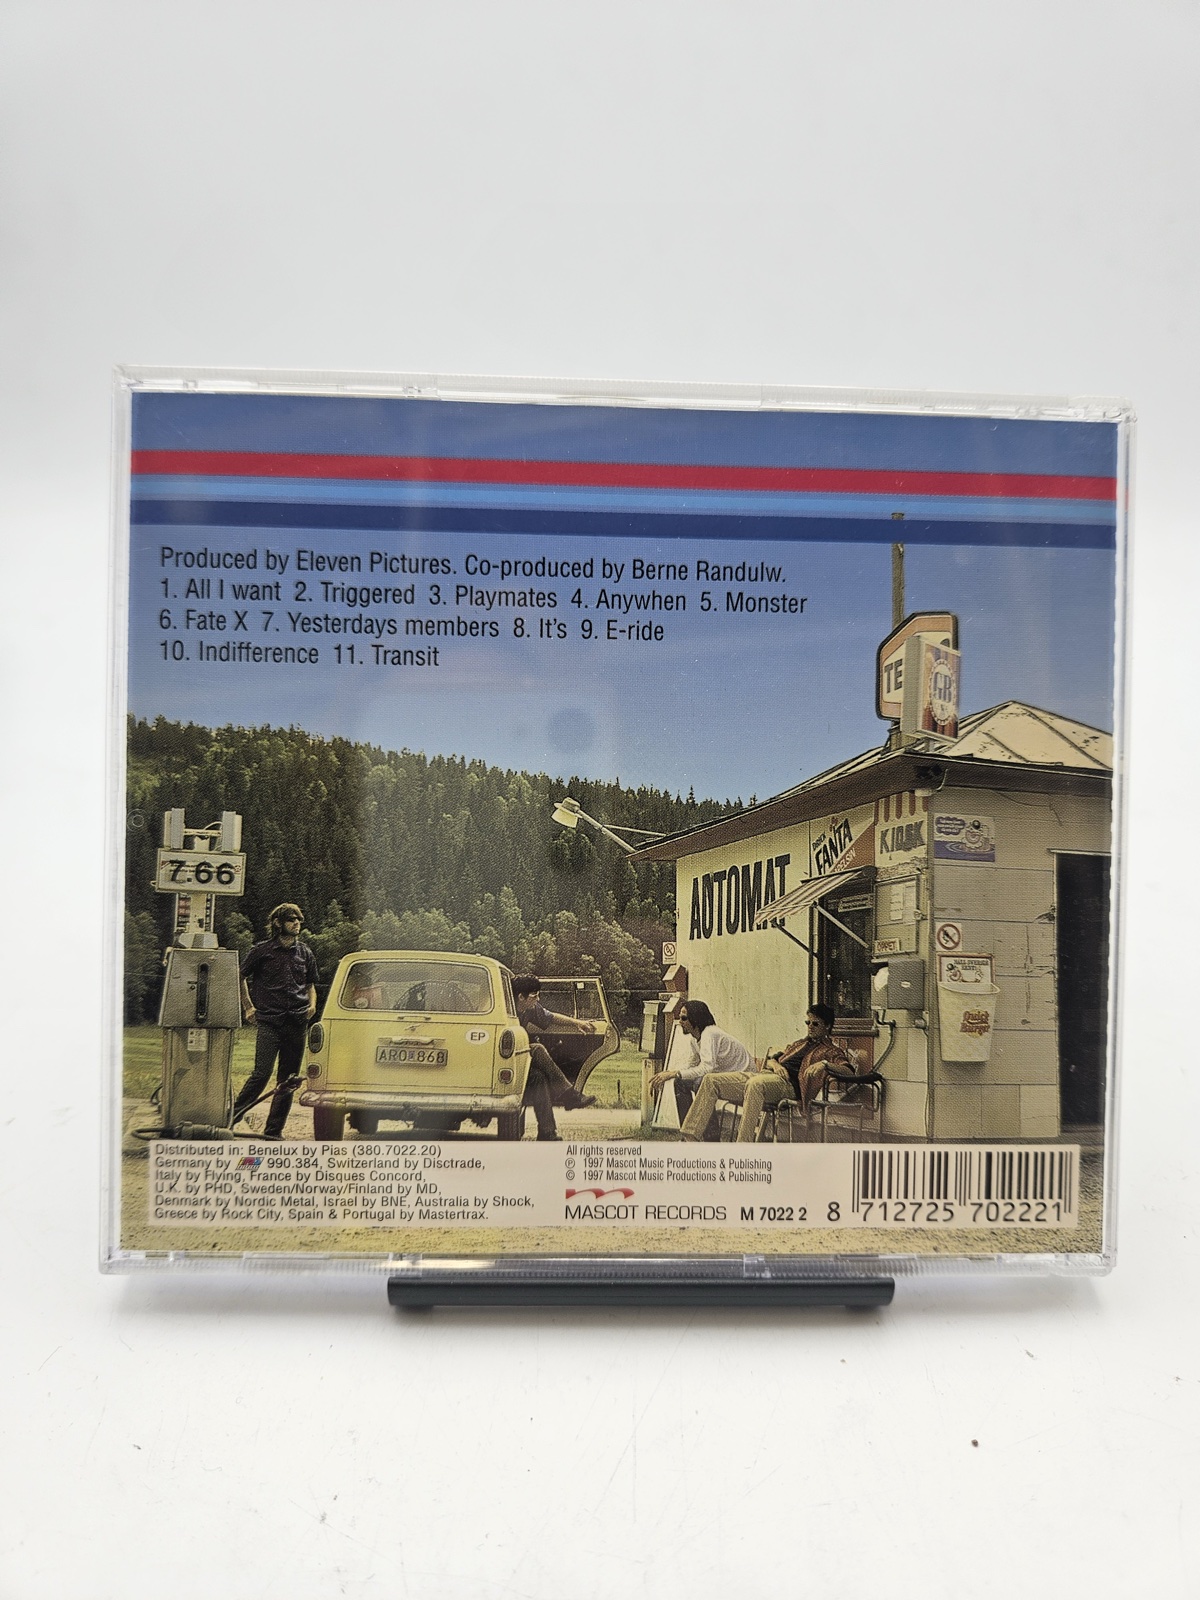 Produced by Eleven Pictures. Co-produced by Berne Randulw.
1. All I want 2. Triggered 3. Playmates 4. Anywhen 5. Monster
6. Fate X 7. Yesterdays members 8. It's 9. E-ride
10. Indifference 11. Transit
TE
GB
7.66
AUTOMAT
FANTA
KIOSK
EP
ARO 868
ÖPPET
Quick Burger
Distributed in: Benelux by Pias (380.7022.20)
Germany by 990.384, Switzerland by Disctrade,
Italy by Flying, France by Disques Concord,
U.K. by PHD, Sweden/Norway/Finland by MD,
Denmark by Nordic Metal, Israel by BNE, Australia by Shock,
Greece by Rock City, Spain & Portugal by Mastertrax.
All rights reserved
℗ 1997 Mascot Music Productions & Publishing
© 1997 Mascot Music Productions & Publishing
MASCOT RECORDS M 7022 2
8 712725 702221